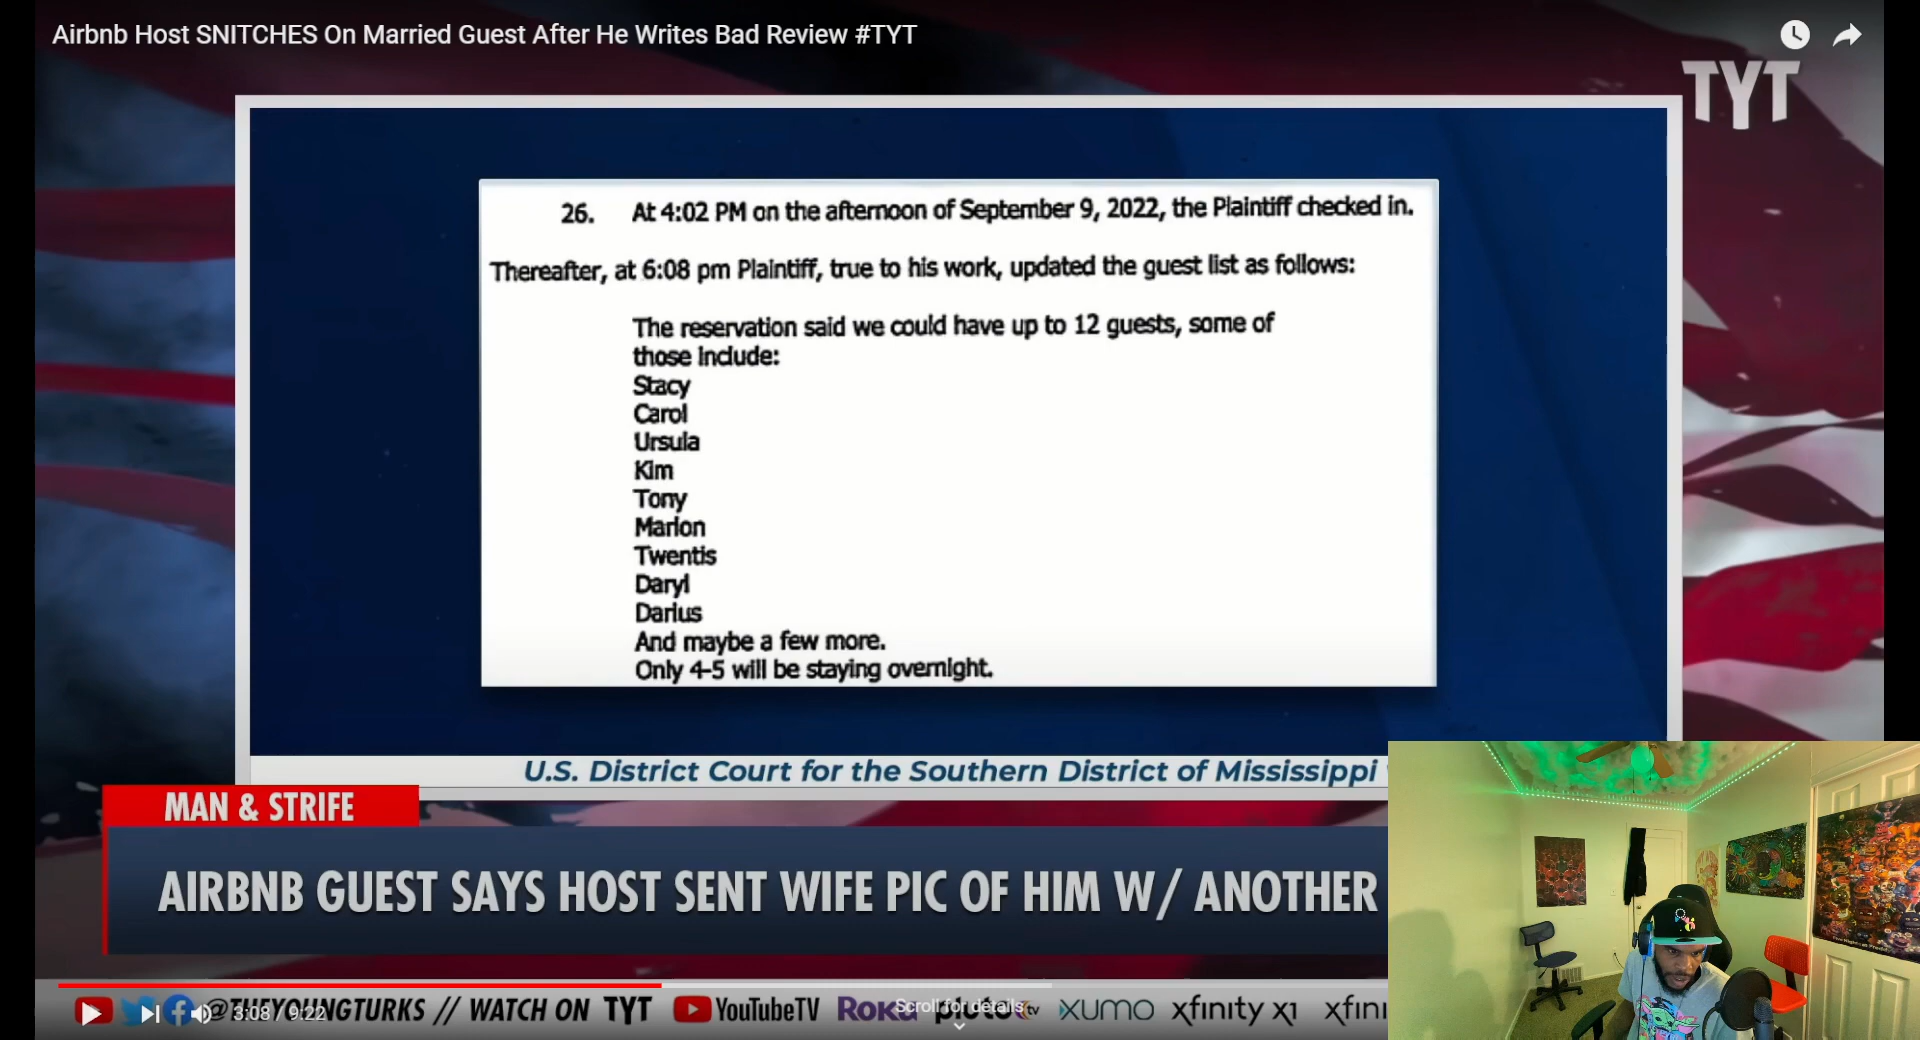 Airbnb Host SNITCHES On Married Guest After He Writes Bad Review #TYT
TYT
26. At 4:02 PM on the afternoon of September 9, 2022, the Plaintiff checked in.
Thereafter, at 6:08 pm Plaintiff, true to his work, updated the guest list as follows:
The reservation said we could have up to 12 guests, some of
those include:
Stacy
Carol
Ursula
Kim
Tony
Marlon
Twentis
Daryl
Darius
And maybe a few more.
Only 4-5 will be staying overnight.
U.S. District Court for the Southern District of Mississippi
MAN & STRIFE
AIRBNB GUEST SAYS HOST SENT WIFE PIC OF HIM W/ ANOTHER
@THEYOUNGTURKS // WATCH ON TYT YouTubeTV Roku pluto tv xumo xfinity x1 xfini
3:08 / 9:22
Scroll for details